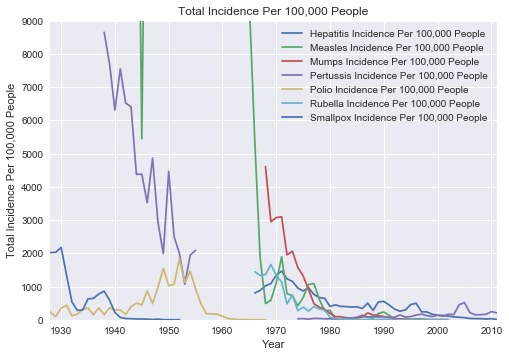 Total Incidence Per 100,000 People
Hepatitis Incidence Per 100,000 People
Measles Incidence Per 100,000 People
Mumps Incidence Per 100,000 People
Pertussis Incidence Per 100,000 People
Polio Incidence Per 100,000 People
Rubella Incidence Per 100,000 People
Smallpox Incidence Per 100,000 People
Total Incidence Per 100,000 People
9000
8000
7000
6000
5000
4000
3000
2000
1000
0
1930 1940 1950 1960 1970 1980 1990 2000 2010
Year